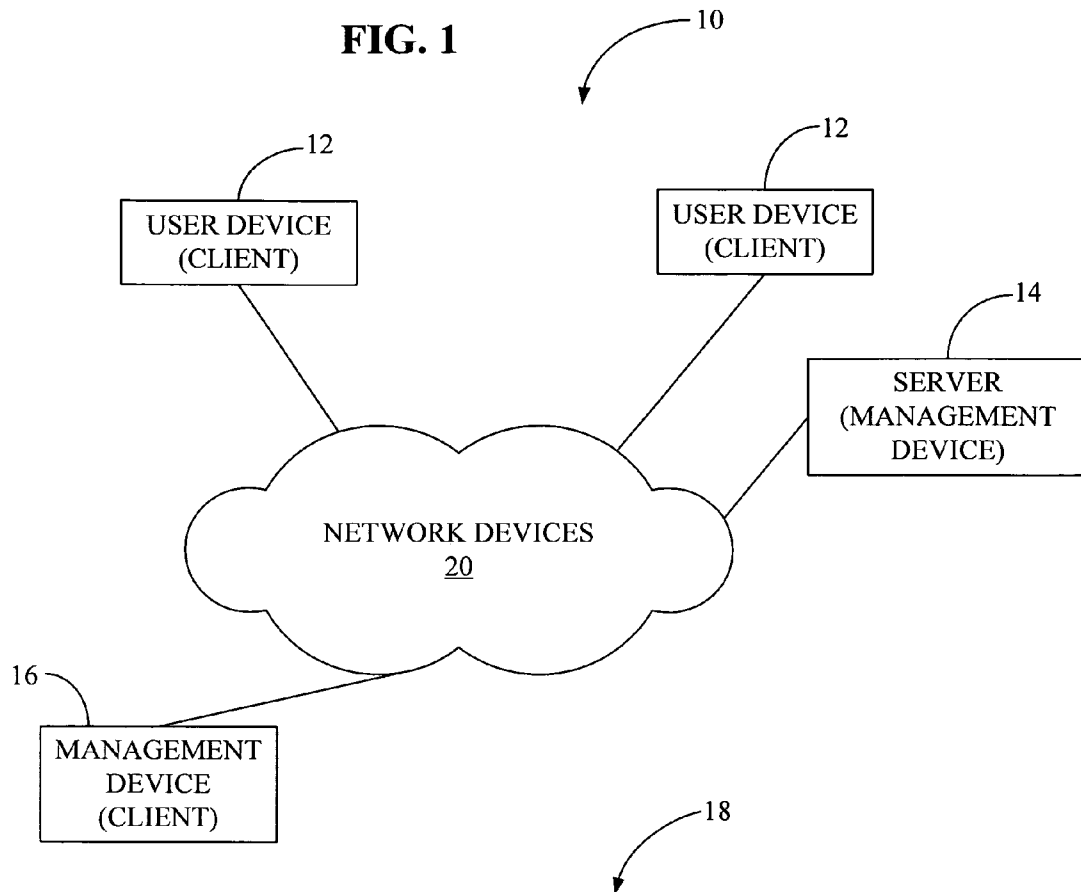 FIG. 1
10
12
12
USER DEVICE
(CLIENT)
USER DEVICE
(CLIENT)
14
SERVER
(MANAGEMENT
DEVICE)
NETWORK DEVICES
20
16
MANAGEMENT
DEVICE
(CLIENT)
18